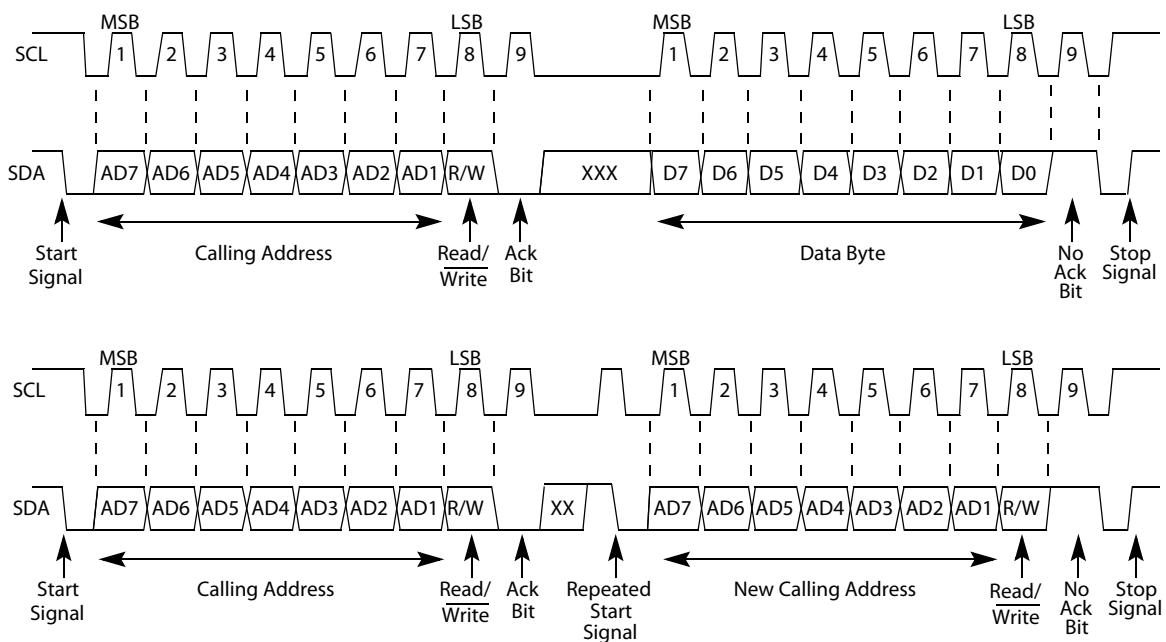 MSB LSB MSB LSB
SCL 1 2 3 4 5 6 7 8 9 1 2 3 4 5 6 7 8 9
SDA AD7 AD6 AD5 AD4 AD3 AD2 AD1 R/W XXX D7 D6 D5 D4 D3 D2 D1 D0
Start Signal
Calling Address
Read/ Write
Ack Bit
Data Byte
No Ack Bit
Stop Signal
MSB LSB MSB LSB
SCL 1 2 3 4 5 6 7 8 9 1 2 3 4 5 6 7 8 9
SDA AD7 AD6 AD5 AD4 AD3 AD2 AD1 R/W XX AD7 AD6 AD5 AD4 AD3 AD2 AD1 R/W
Start Signal
Calling Address
Read/ Write
Ack Bit
Repeated Start Signal
New Calling Address
Read/ Write
No Ack Bit
Stop Signal